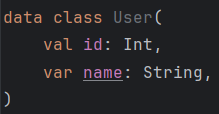 data class User(
    val id: Int,
    var name: String,
)